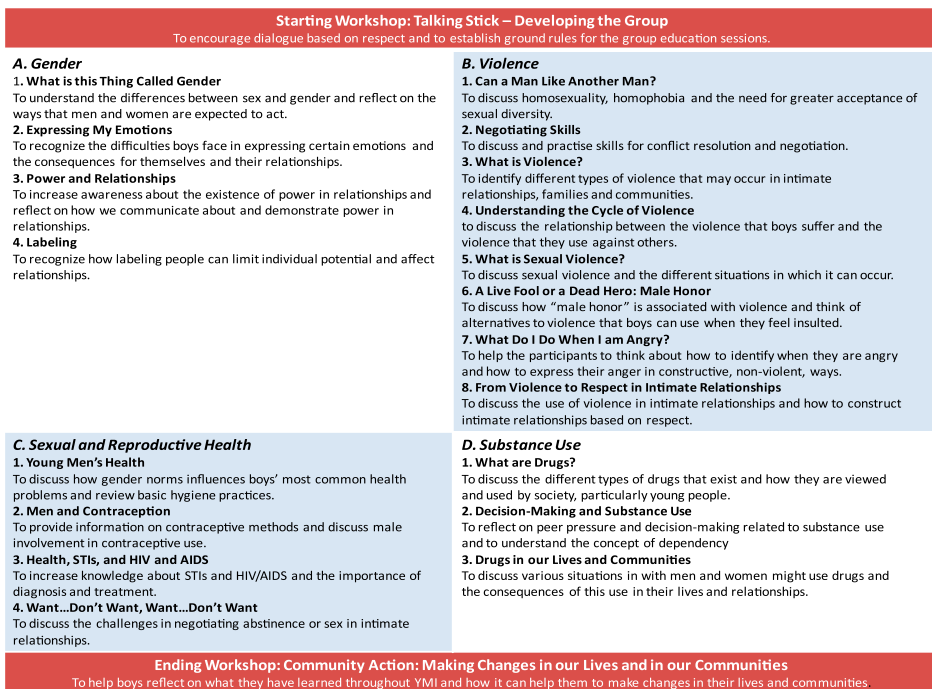 Starting Workshop: Talking Stick – Developing the Group
To encourage dialogue based on respect and to establish ground rules for the group education sessions.
A. Gender
1. What is this Thing Called Gender
To understand the differences between sex and gender and reflect on the
ways that men and women are expected to act.
2. Expressing My Emotions
To recognize the difficulties boys face in expressing certain emotions and
the consequences for themselves and their relationships.
3. Power and Relationships
To increase awareness about the existence of power in relationships and
reflect on how we communicate about and demonstrate power in
relationships.
4. Labeling
To recognize how labeling people can limit individual potential and affect
relationships.
B. Violence
1. Can a Man Like Another Man?
To discuss homosexuality, homophobia and the need for greater acceptance of
sexual diversity.
2. Negotiating Skills
To discuss and practise skills for conflict resolution and negotiation.
3. What is Violence?
To identify different types of violence that may occur in intimate
relationships, families and communities.
4. Understanding the Cycle of Violence
to discuss the relationship between the violence that boys suffer and the
violence that they use against others.
5. What is Sexual Violence?
To discuss sexual violence and the different situations in which it can occur.
6. A Live Fool or a Dead Hero: Male Honor
To discuss how “male honor” is associated with violence and think of
alternatives to violence that boys can use when they feel insulted.
7. What Do I Do When I am Angry?
To help the participants to think about how to identify when they are angry
and how to express their anger in constructive, non-violent, ways.
8. From Violence to Respect in Intimate Relationships
To discuss the use of violence in intimate relationships and how to construct
intimate relationships based on respect.
C. Sexual and Reproductive Health
1. Young Men’s Health
To discuss how gender norms influences boys’ most common health
problems and review basic hygiene practices.
2. Men and Contraception
To provide information on contraceptive methods and discuss male
involvement in contraceptive use.
3. Health, STIs, and HIV and AIDS
To increase knowledge about STIs and HIV/AIDS and the importance of
diagnosis and treatment.
4. Want…Don’t Want, Want…Don’t Want
To discuss the challenges in negotiating abstinence or sex in intimate
relationships.
D. Substance Use
1. What are Drugs?
To discuss the different types of drugs that exist and how they are viewed
and used by society, particularly young people.
2. Decision-Making and Substance Use
To reflect on peer pressure and decision-making related to substance use
and to understand the concept of dependency
3. Drugs in our Lives and Communities
To discuss various situations in with men and women might use drugs and
the consequences of this use in their lives and relationships.
Ending Workshop: Community Action: Making Changes in our Lives and in our Communities
To help boys reflect on what they have learned throughout YMI and how it can help them to make changes in their lives and communities.